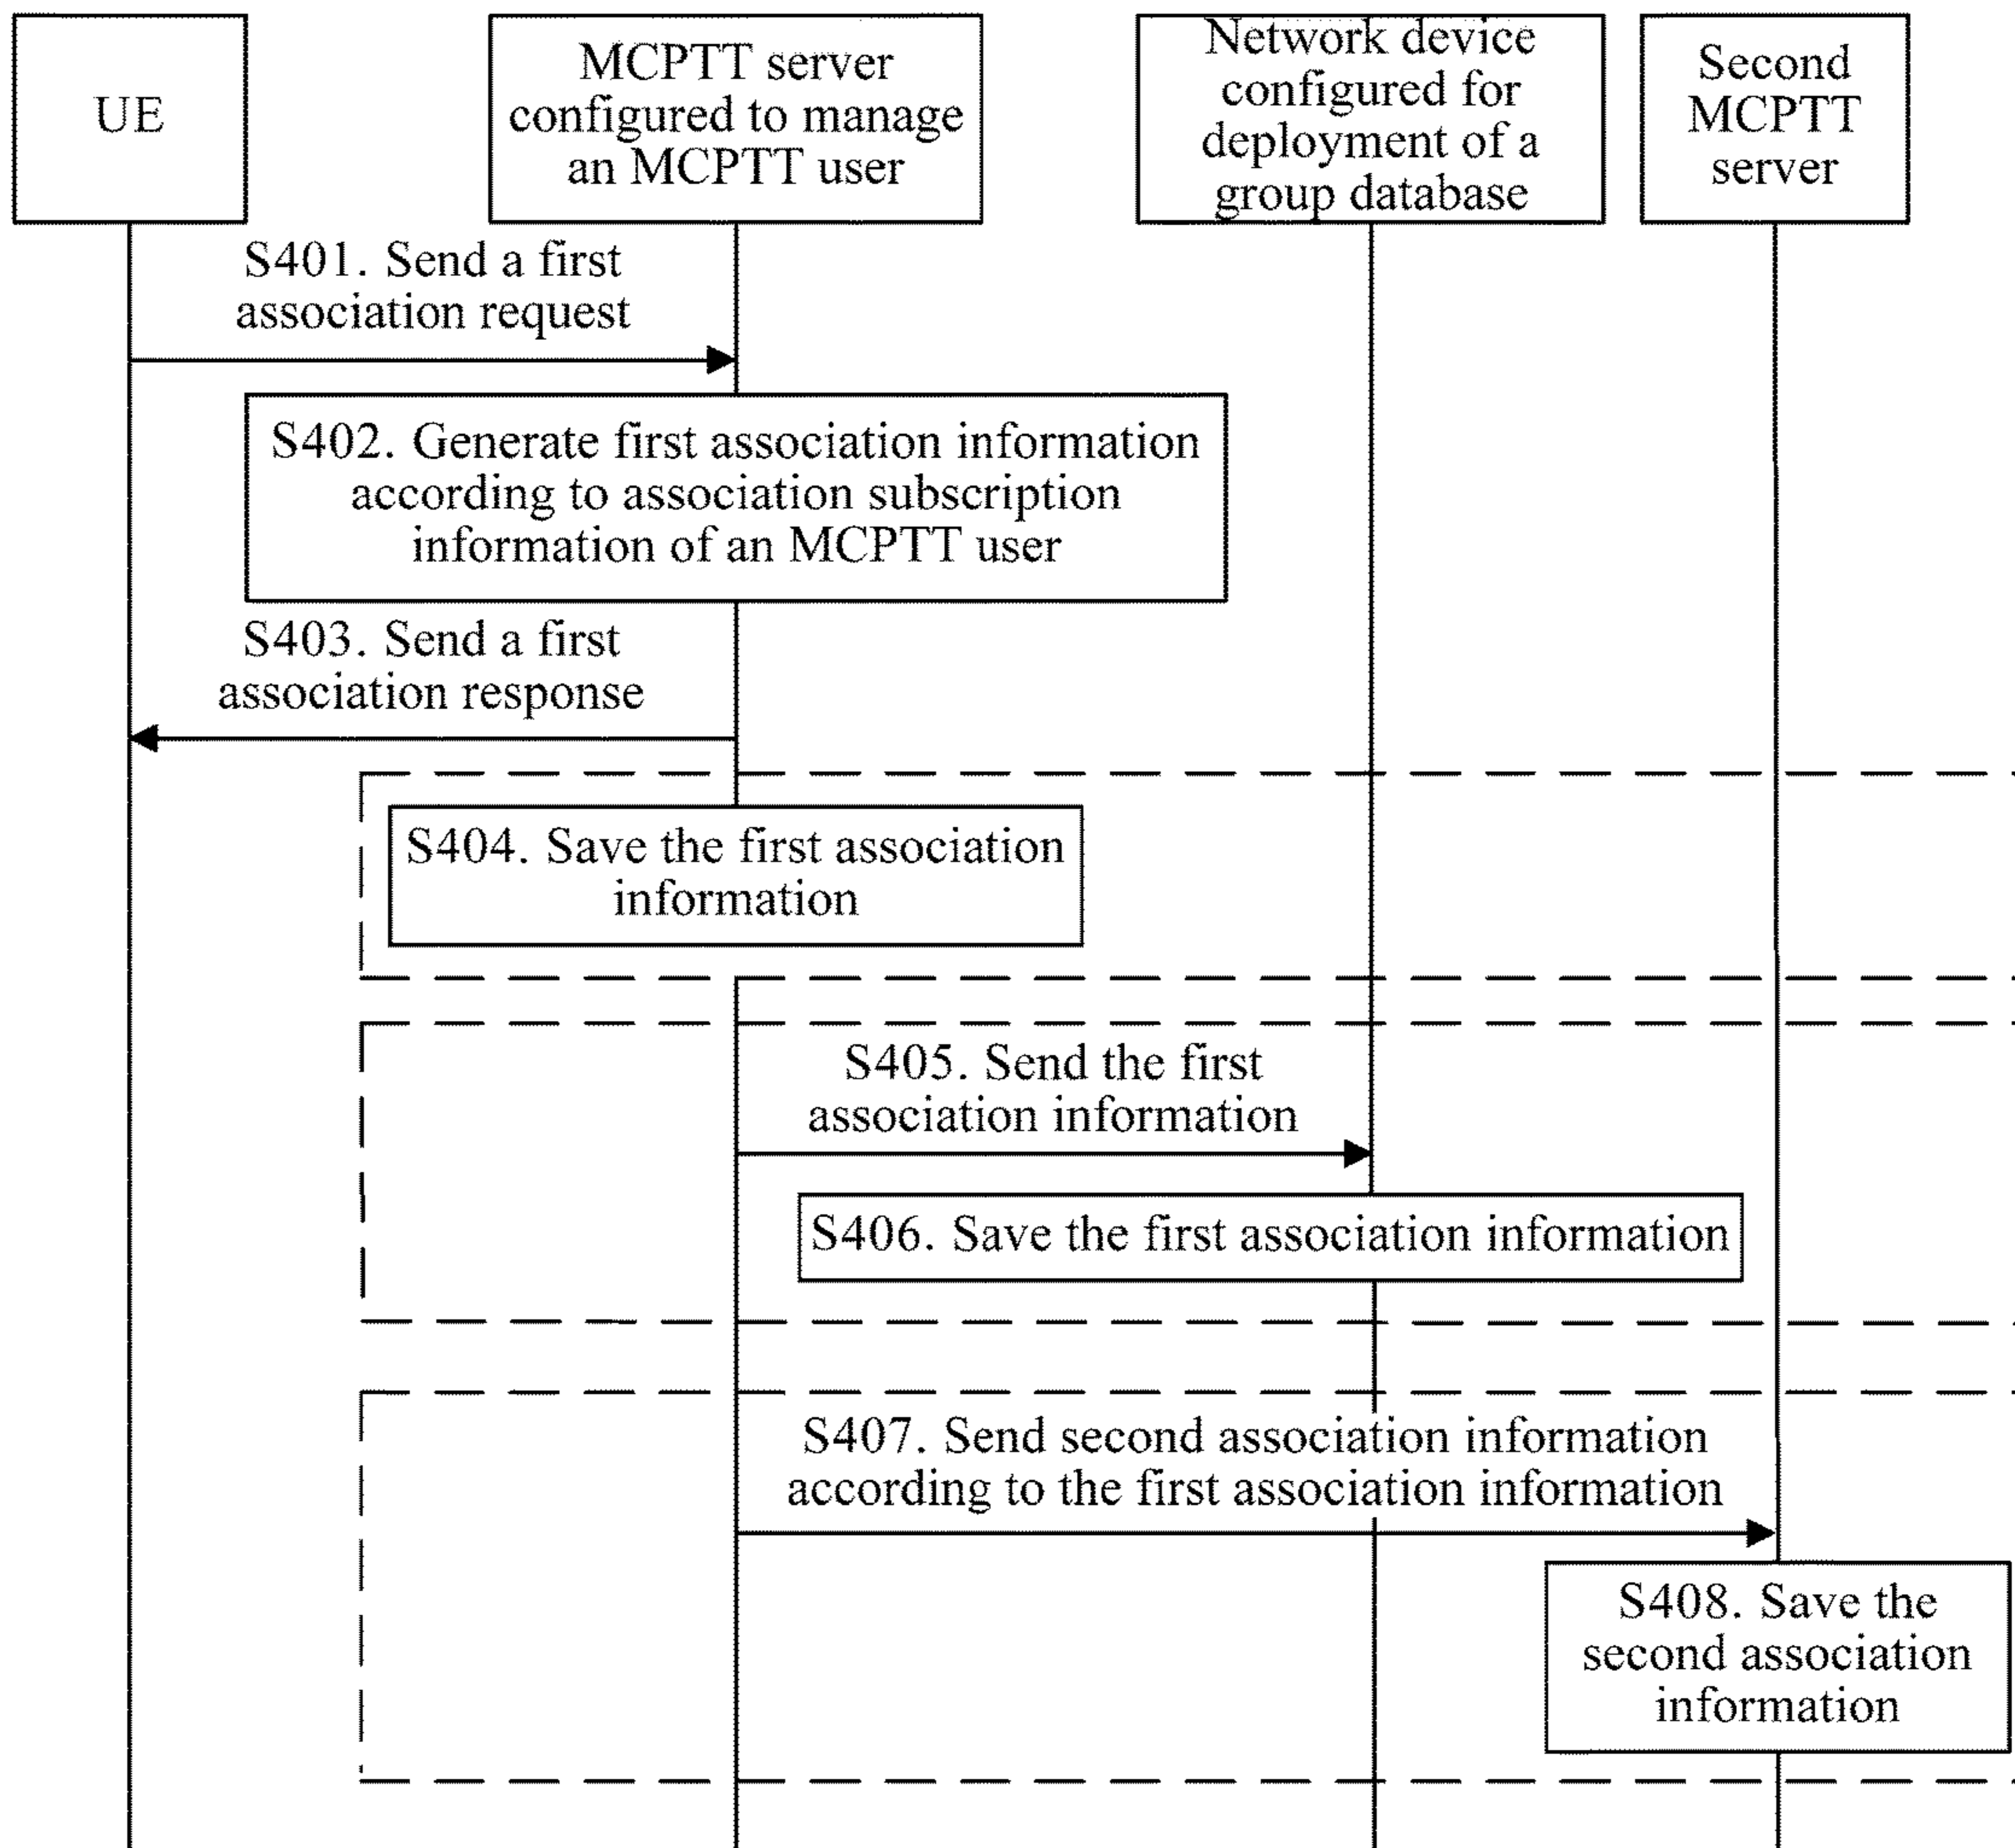 UE
MCPTT server
configured to manage
an MCPTT user
Network device
configured for
deployment of a
group database
Second
MCPTT
server
S401. Send a first
association request
S402. Generate first association information
according to association subscription
information of an MCPTT user
S403. Send a first
association response
S404. Save the first association
information
S405. Send the first
association information
S406. Save the first association information
S407. Send second association information
according to the first association information
S408. Save the
second association
information